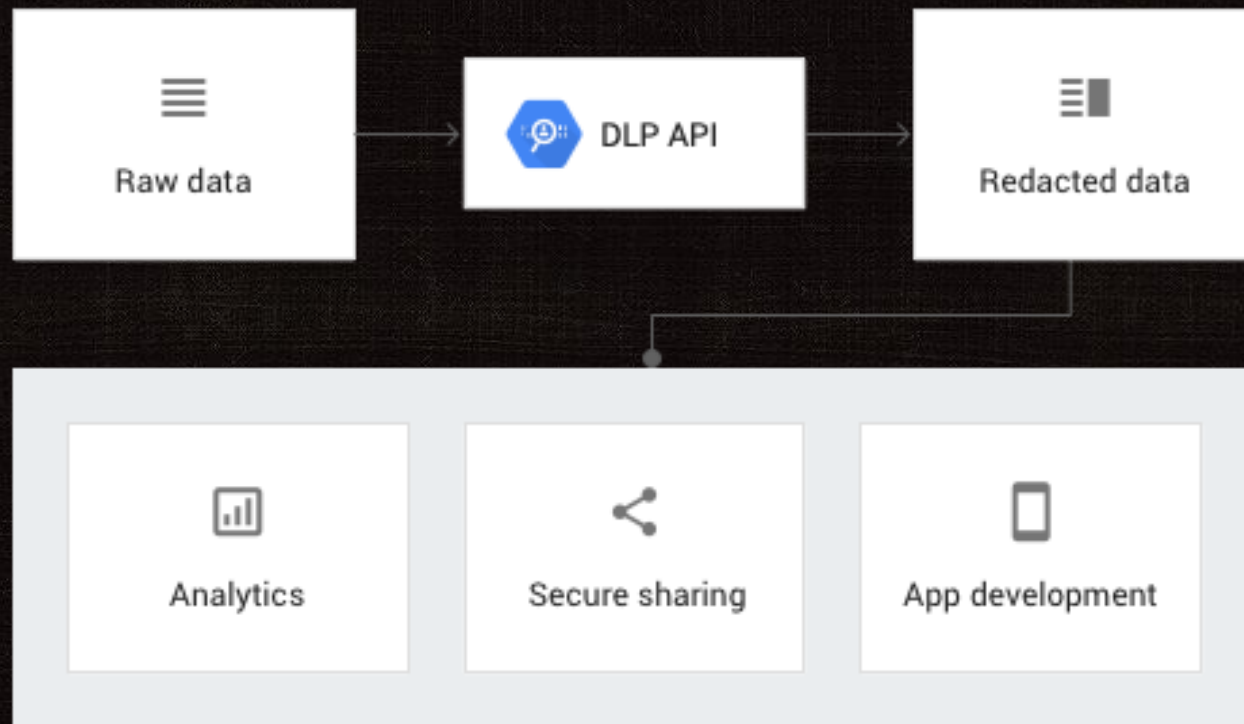 Raw data
DLP API
Redacted data
Analytics
Secure sharing
App development